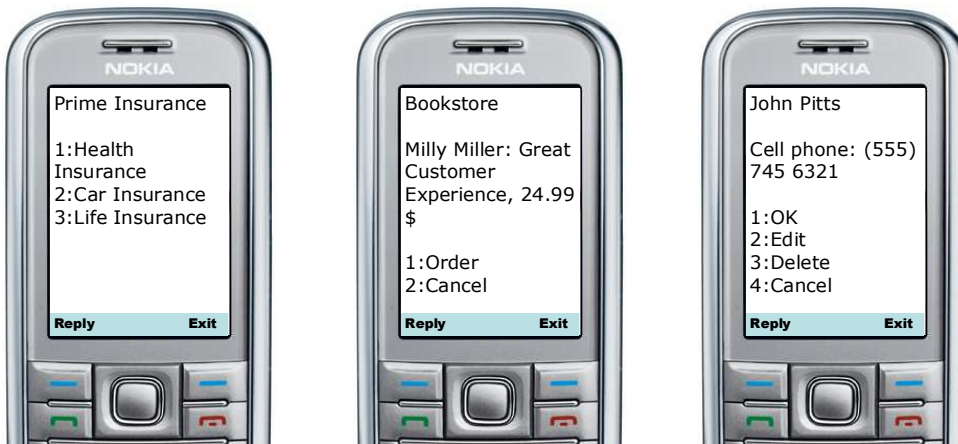 NOKIA
Prime Insurance
1:Health
Insurance
2:Car Insurance
3:Life Insurance
Reply Exit
NOKIA
Bookstore
Milly Miller: Great
Customer
Experience, 24.99
$
1:Order
2:Cancel
Reply Exit
NOKIA
John Pitts
Cell phone: (555)
745 6321
1:OK
2:Edit
3:Delete
4:Cancel
Reply Exit